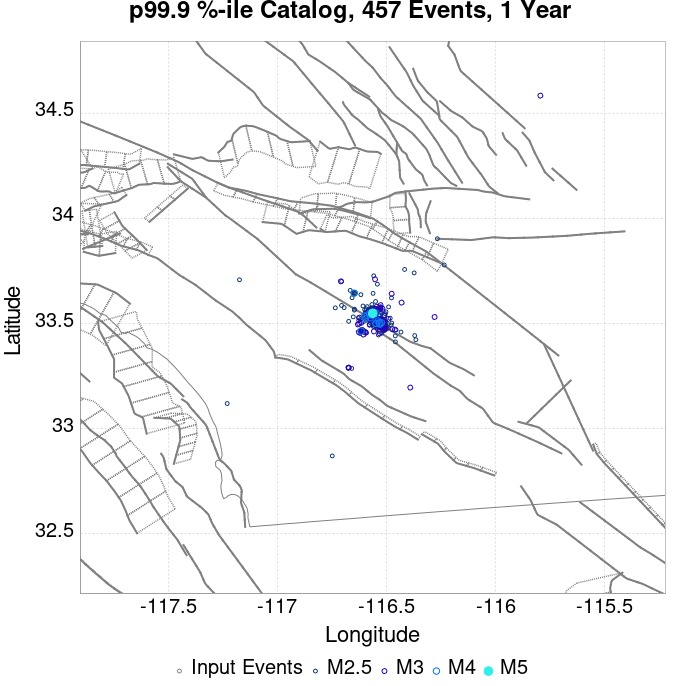 p99.9 %-ile Catalog, 457 Events, 1 Year
34.5
34
33.5
33
32.5
Latitude
-117.5 -117 -116.5 -116 -115.5
Longitude
Input Events M2.5 M3 M4 M5